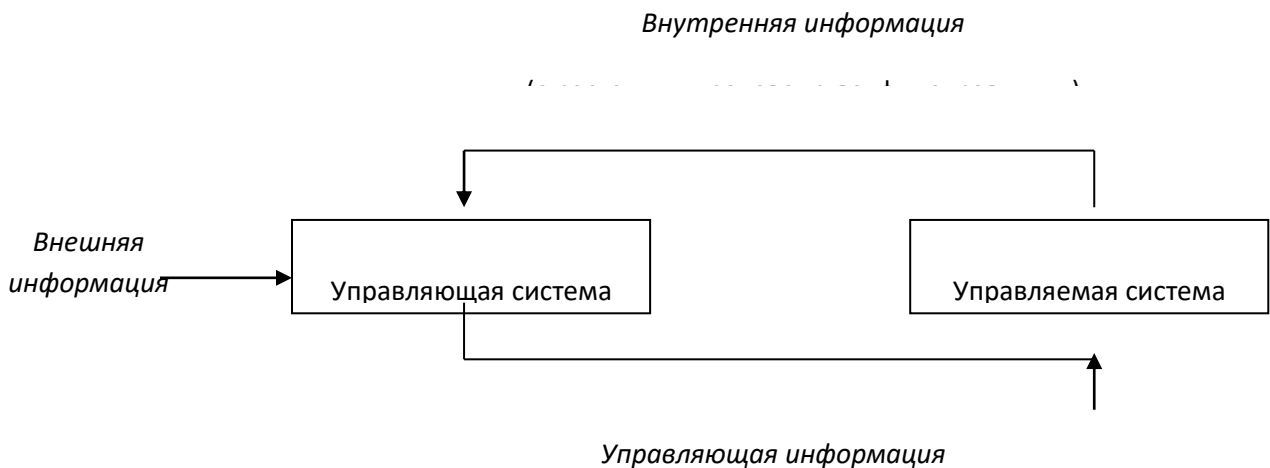 Внутренняя информация
Внешняя
информация
Управляющая система
Управляемая система
Управляющая информация